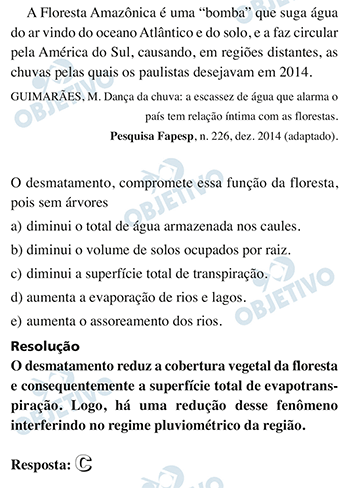 A Floresta Amazônica é uma “bomba” que suga água
do ar vindo do oceano Atlântico e do solo, e a faz circular
pela América do Sul, causando, em regiões distantes, as
chuvas pelas quais os paulistas desejavam em 2014.
GUIMARÃES, M. Dança da chuva: a escassez de água que alarma o
país tem relação íntima com as florestas.
Pesquisa Fapesp, n. 226, dez. 2014 (adaptado).
O desmatamento, compromete essa função da floresta,
pois sem árvores
a) diminui o total de água armazenada nos caules.
b) diminui o volume de solos ocupados por raiz.
c) diminui a superfície total de transpiração.
d) aumenta a evaporação de rios e lagos.
e) aumenta o assoreamento dos rios.
Resolução
O desmatamento reduz a cobertura vegetal da floresta
e consequentemente a superfície total de evapotrans-
piração. Logo, há uma redução desse fenômeno
interferindo no regime pluviométrico da região.
Resposta: C
OBJETIVO
OBJETIVO
OBJETIVO